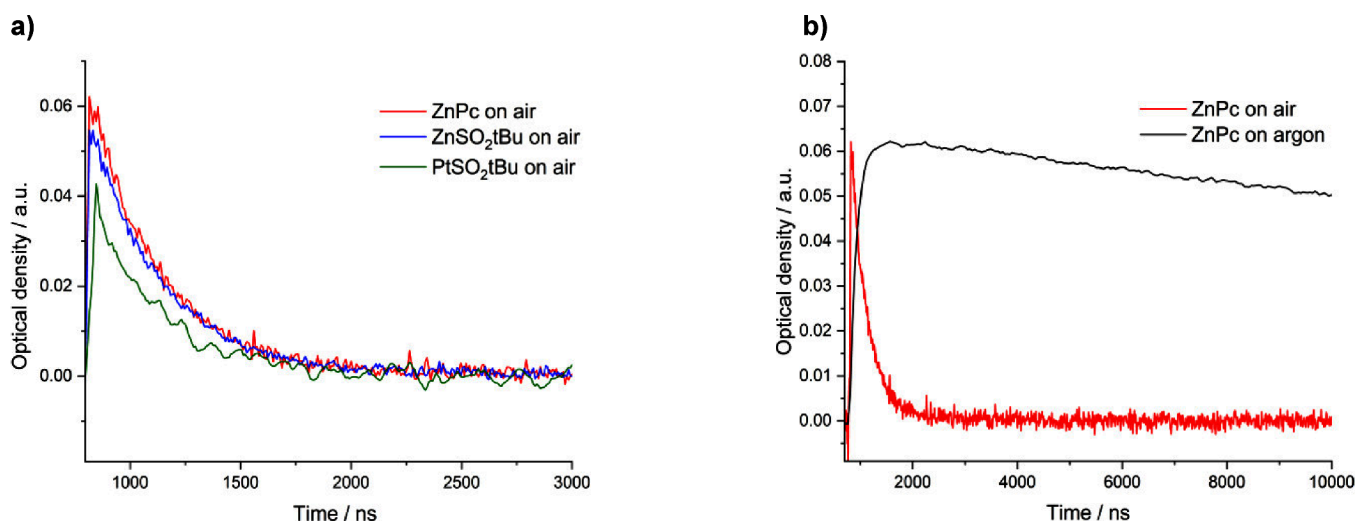 a)
ZnPc on air
ZnSO₂tBu on air
PtSO₂tBu on air
Optical density / a.u.
0.06
0.04
0.02
0.00
1000 1500 2000 2500 3000
Time / ns
b)
ZnPc on air
ZnPc on argon
Optical density / a.u.
0.08
0.07
0.06
0.05
0.04
0.03
0.02
0.01
0.00
2000 4000 6000 8000 10000
Time / ns